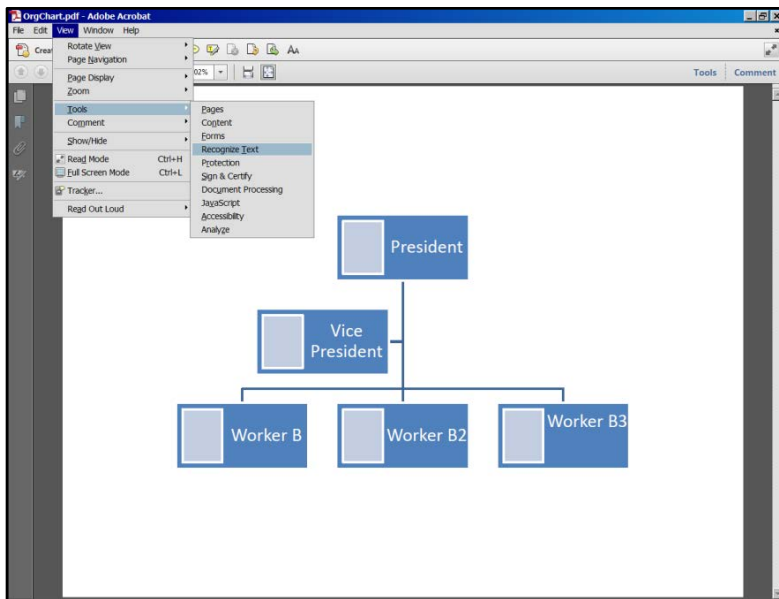 OrgChart.pdf - Adobe Acrobat
File Edit View Window Help
Rotate View
Page Navigation
Page Display
Zoom
Tools
Comment
Show/Hide
Read Mode Ctrl+H
Full Screen Mode Ctrl+L
Tracker...
Read Out Loud
Pages
Content
Forms
Recognize Text
Protection
Sign & Certify
Document Processing
JavaScript
Accessibility
Analyze
Creat
02%
Tools Comment
President
Vice
President
Worker B
Worker B2
Worker B3